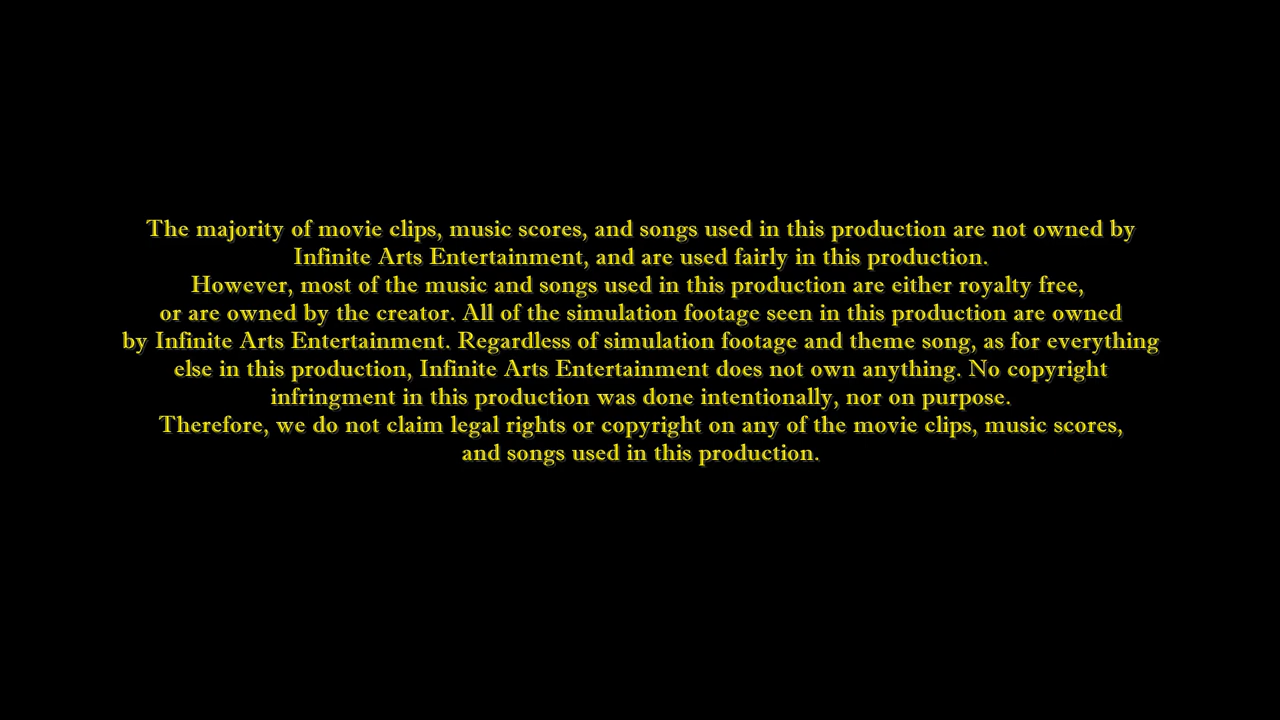 The majority of movie clips, music scores, and songs used in this production are not owned by
Infinite Arts Entertainment, and are used fairly in this production.
However, most of the music and songs used in this production are either royalty free,
or are owned by the creator. All of the simulation footage seen in this production are owned
by Infinite Arts Entertainment. Regardless of simulation footage and theme song, as for everything
else in this production, Infinite Arts Entertainment does not own anything. No copyright
infringment in this production was done intentionally, nor on purpose.
Therefore, we do not claim legal rights or copyright on any of the movie clips, music scores,
and songs used in this production.